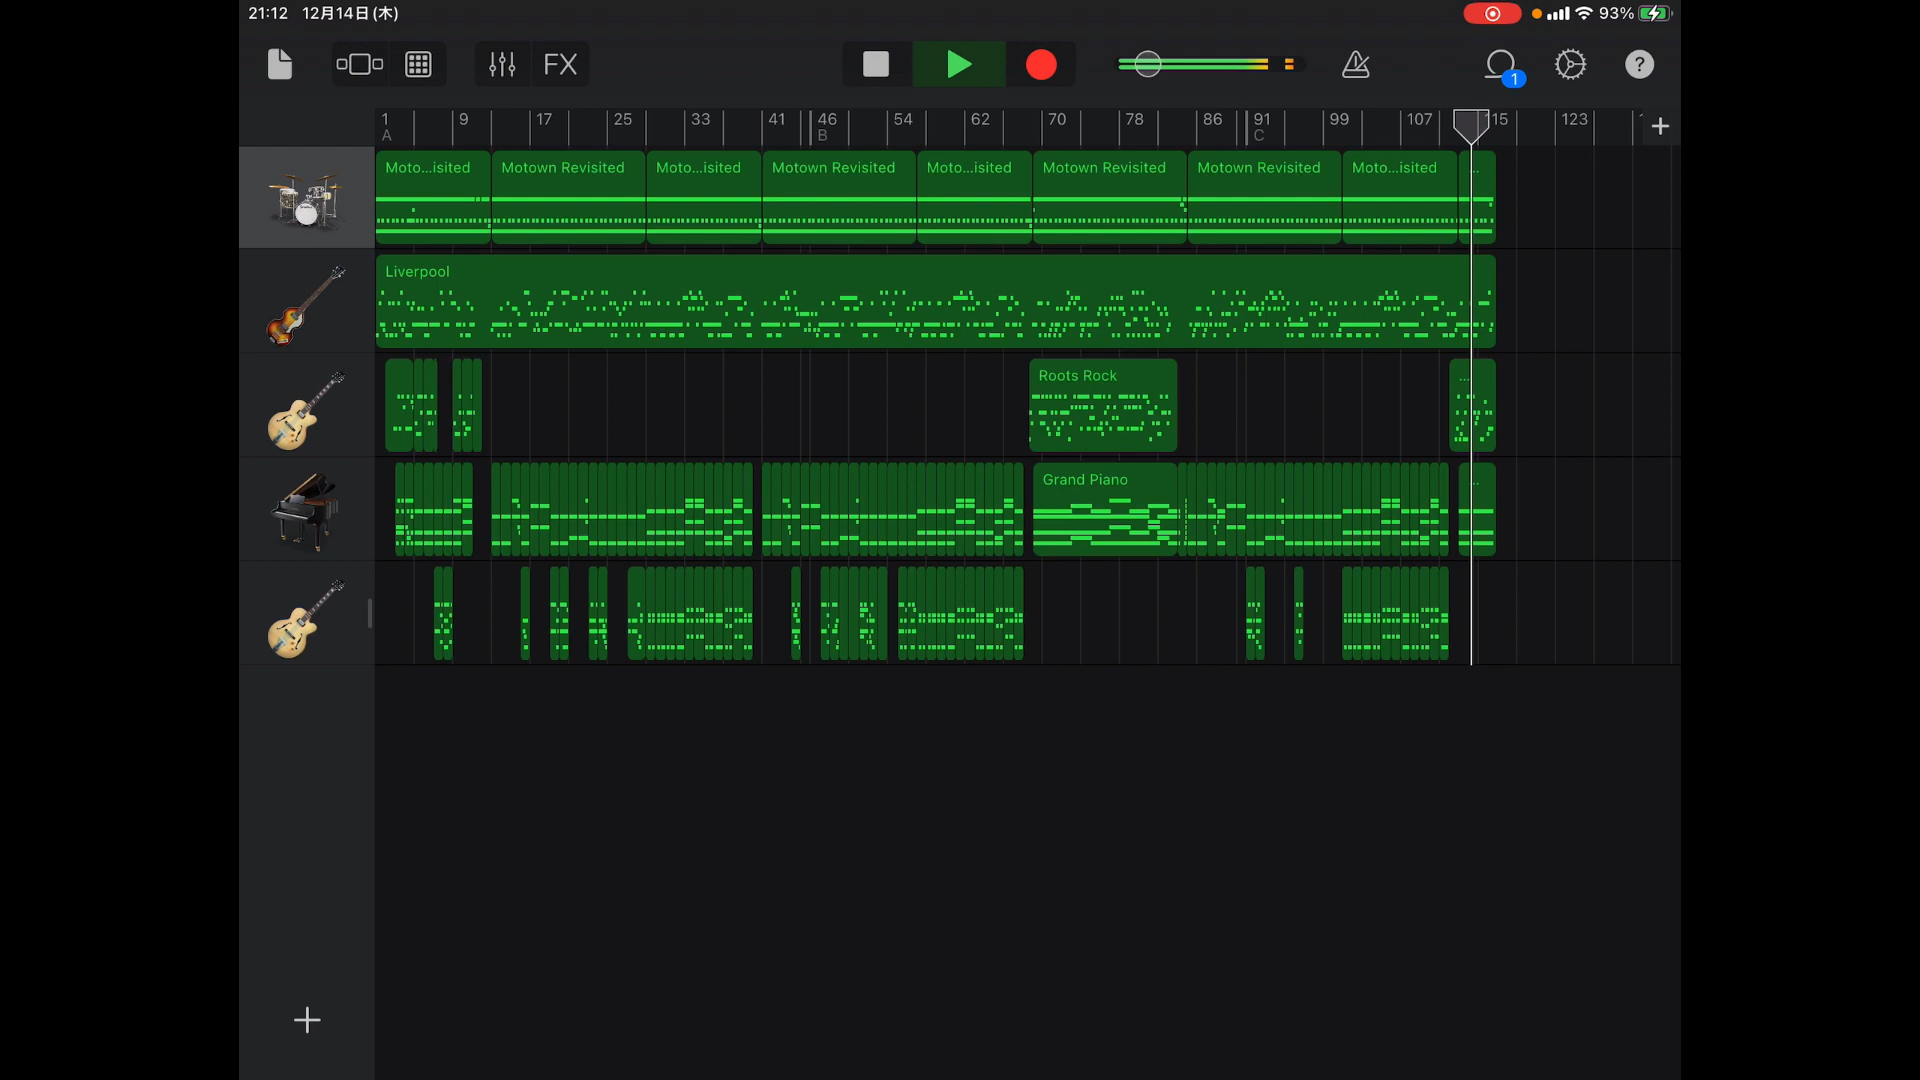 21:12 12月14日(木) 93%
FX 1 ?
1 9 17 25 33 41 46 54 62 70 78 86 91 99 107 115 123
A B C
Moto...isited Motown Revisited Moto...isited Motown Revisited Moto...isited Motown Revisited Motown Revisited Moto...isited ...
Liverpool
Roots Rock ...
Grand Piano ...